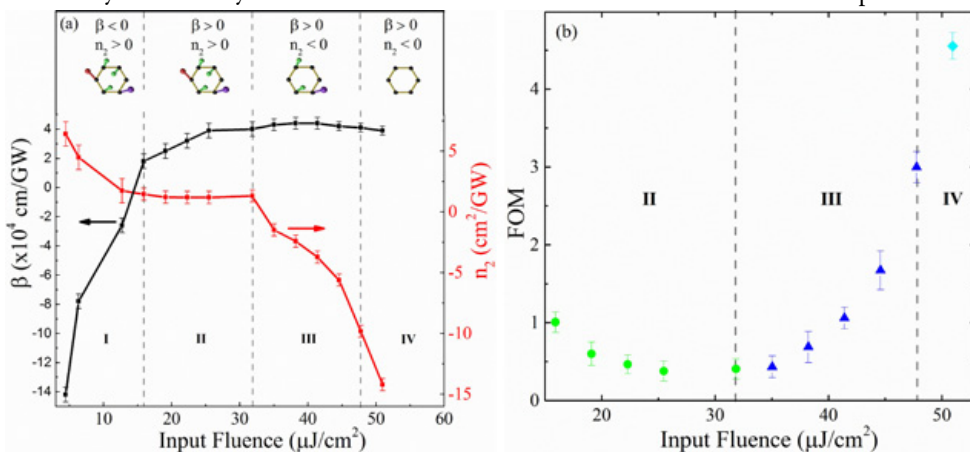 (a)
β < 0
n₂ > 0
β > 0
n₂ > 0
β > 0
n₂ < 0
β > 0
n₂ < 0
β (x10⁴ cm/GW)
4
2
0
-2
-4
-6
-8
-10
-12
-14
I
II
III
IV
5
0
-5
-10
-15
n₂ (cm²/GW)
10
20
30
40
50
60
Input Fluence (μJ/cm²)
(b)
FOM
4
3
2
1
0
II
III
IV
20
30
40
50
Input Fluence (μJ/cm²)